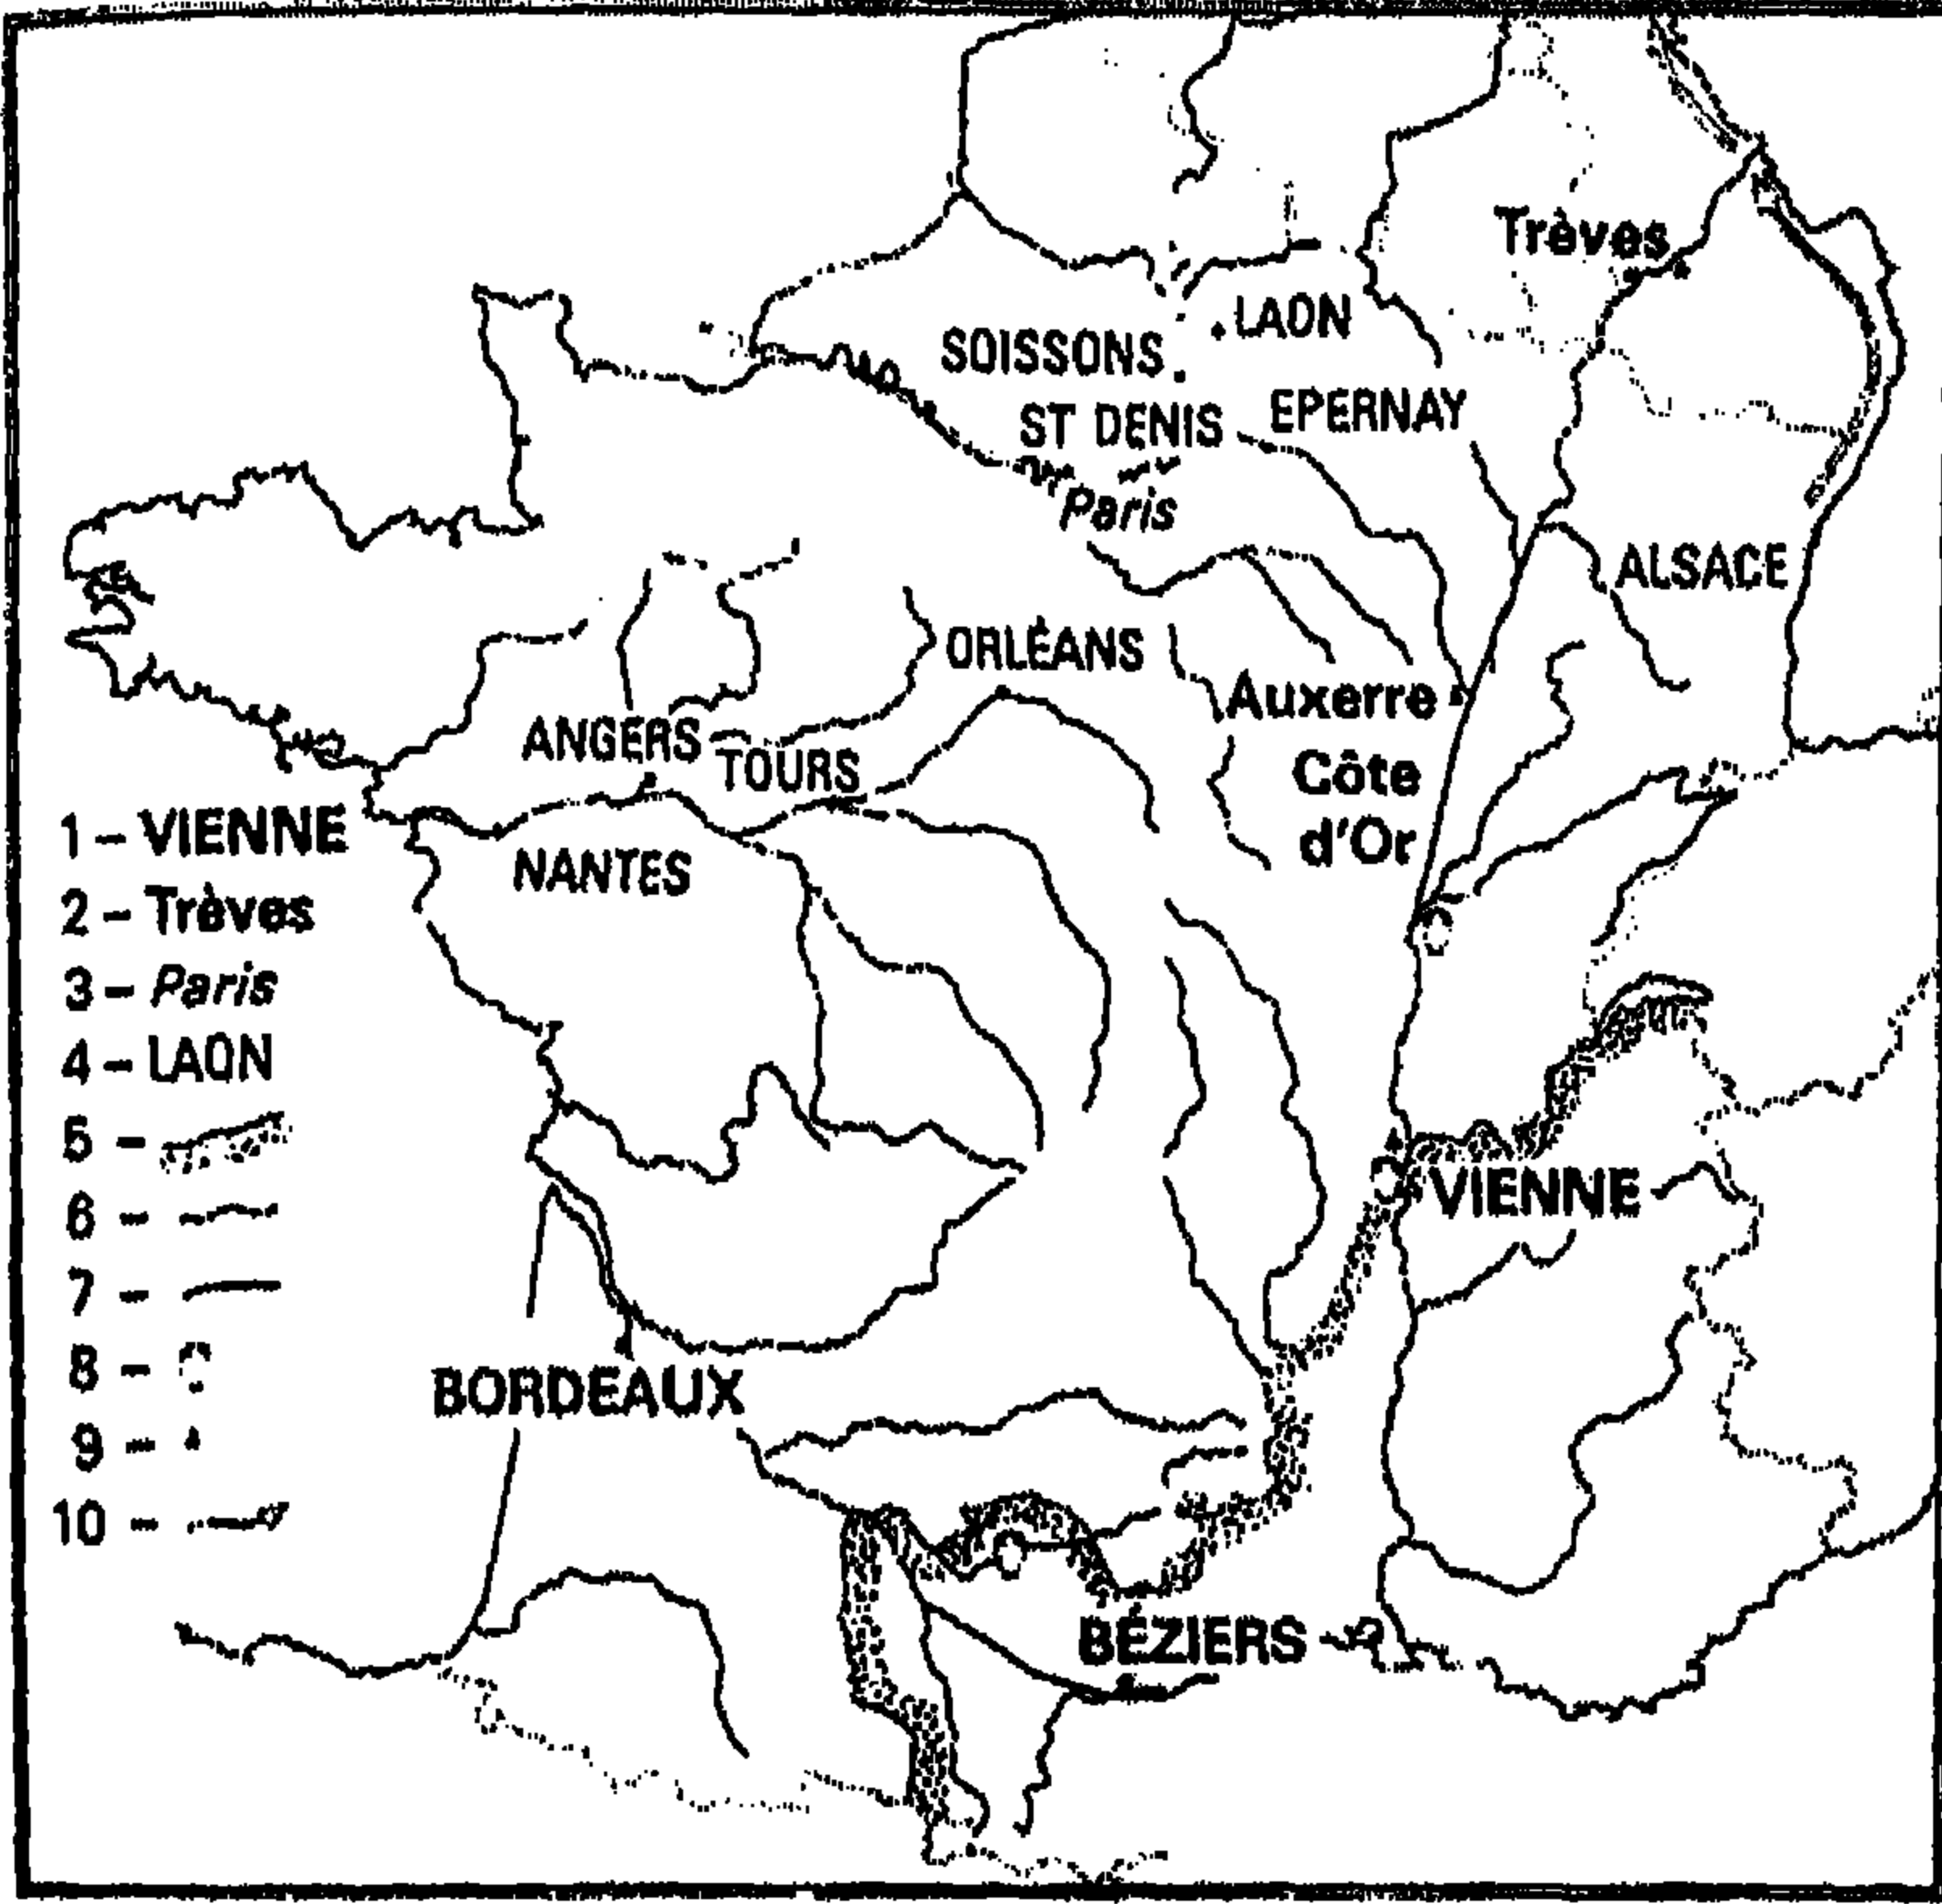 Trèves
LAON
SOISSONS
EPERNAY
ST DENIS
Paris
ALSACE
ORLÉANS
Auxerre
ANGERS
TOURS
Côte
d'Or
NANTES
1 – VIENNE
2 – Trèves
3 – Paris
4 – LAON
5 –
6 –
7 –
8 –
9 –
10 –
VIENNE
BORDEAUX
BÉZIERS